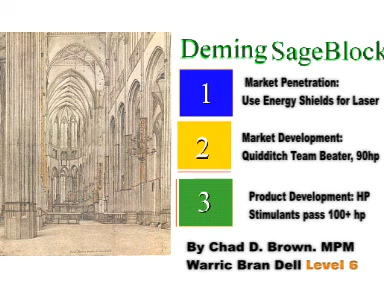 Deming SageBlock
1
Market Penetration:
Use Energy Shields for Laser
2
Market Development:
Quidditch Team Beater, 90hp
3
Product Development: HP
Stimulants pass 100+ hp
By Chad D. Brown. MPM
Warric Bran Dell Level 6